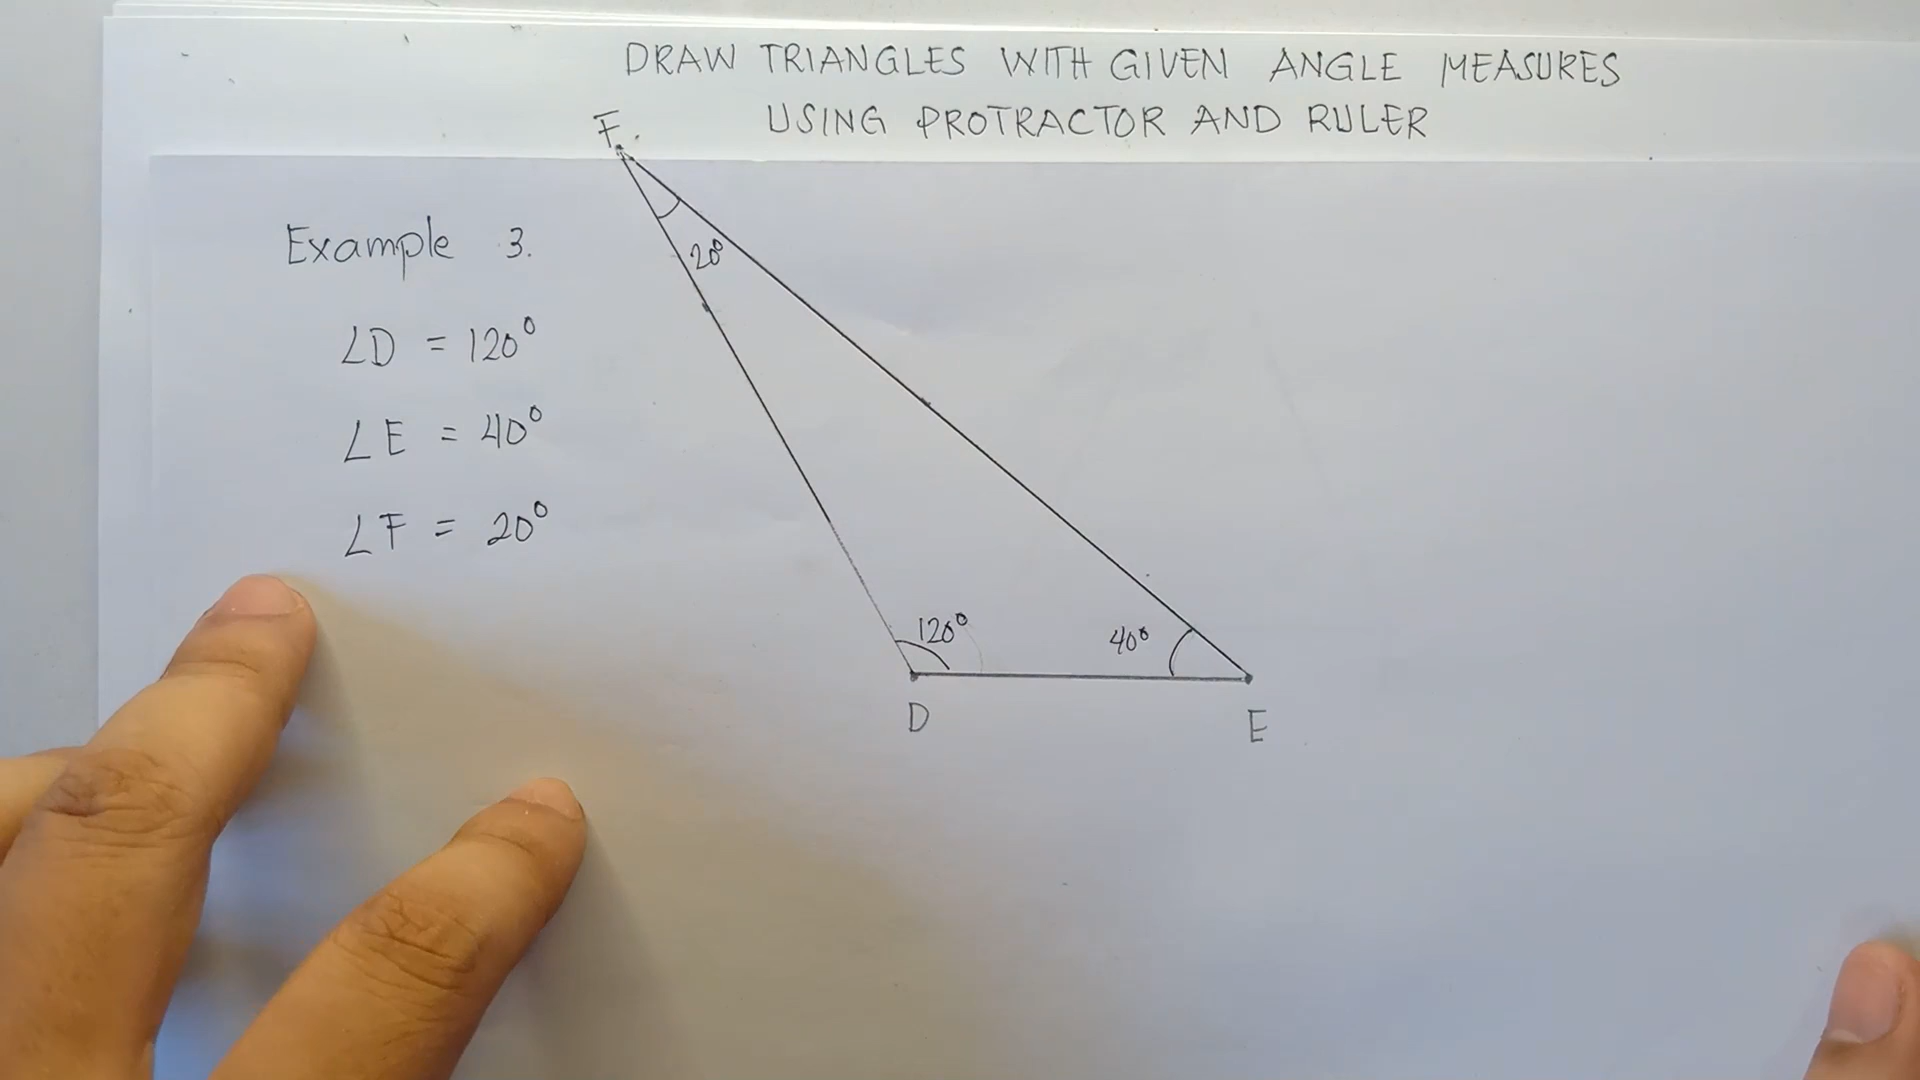 DRAW TRIANGLES WITH GIVEN ANGLE MEASURES
USING PROTRACTOR AND RULER
F.
Example 3.
20°
∠D = 120°
∠E = 40°
∠F = 20°
120°
40°
D
E